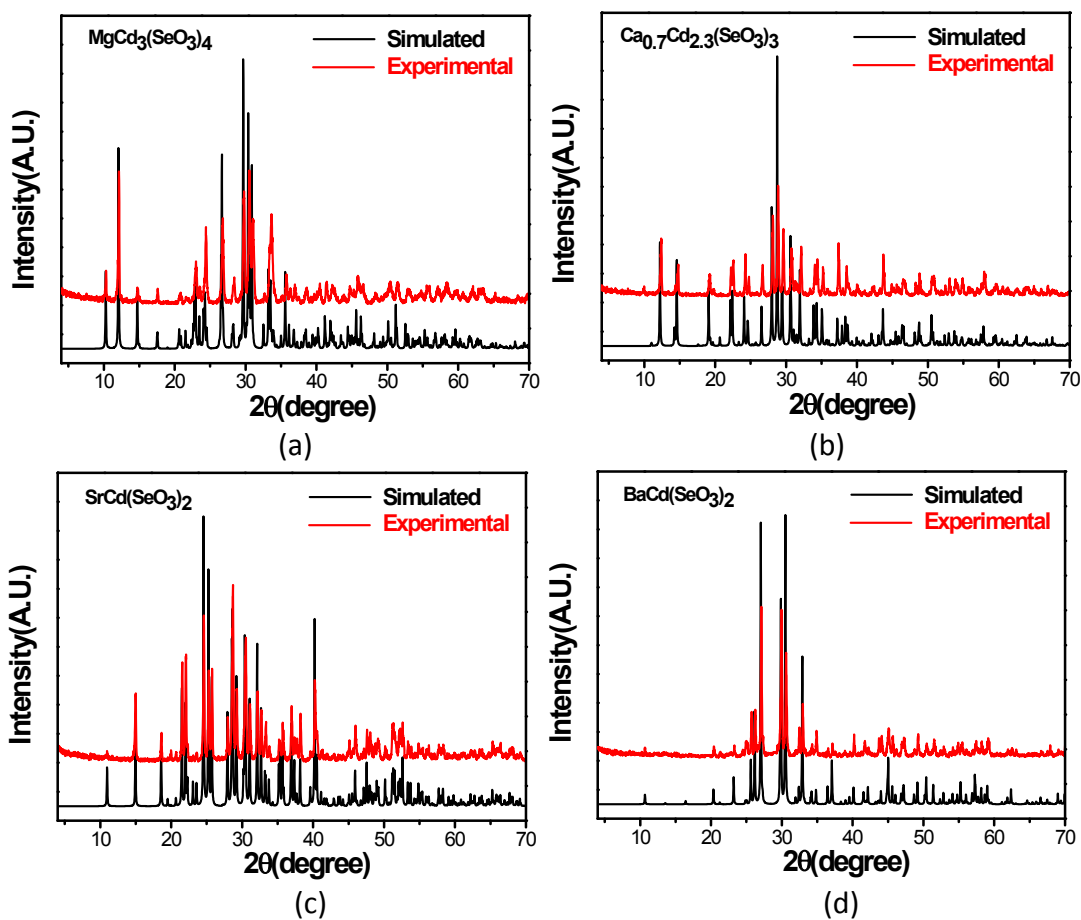 MgCd3(SeO3)4
Simulated
Experimental
Intensity(A.U.)
10 20 30 40 50 60 70
2θ(degree)
(a)
Ca0.7Cd2.3(SeO3)3
Simulated
Experimental
Intensity(A.U.)
10 20 30 40 50 60 70
2θ(degree)
(b)
SrCd(SeO3)2
Simulated
Experimental
Intensity(A.U.)
10 20 30 40 50 60 70
2θ(degree)
(c)
BaCd(SeO3)2
Simulated
Experimental
Intensity(A.U.)
10 20 30 40 50 60 70
2θ(degree)
(d)